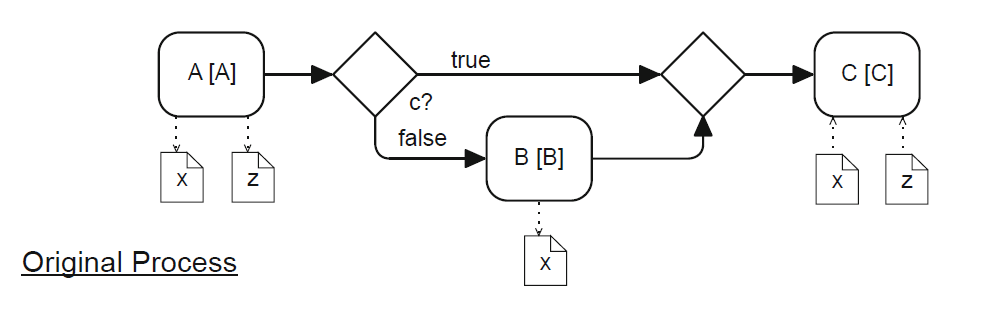 A [A]
true
C [C]
c?
false
B [B]
X
Z
X
Z
X
Original Process